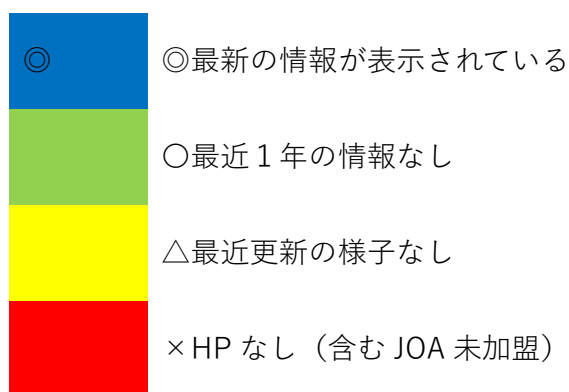 ◎ ◎最新の情報が表示されている
〇最近１年の情報なし
△最近更新の様子なし
×HP なし（含む JOA 未加盟）